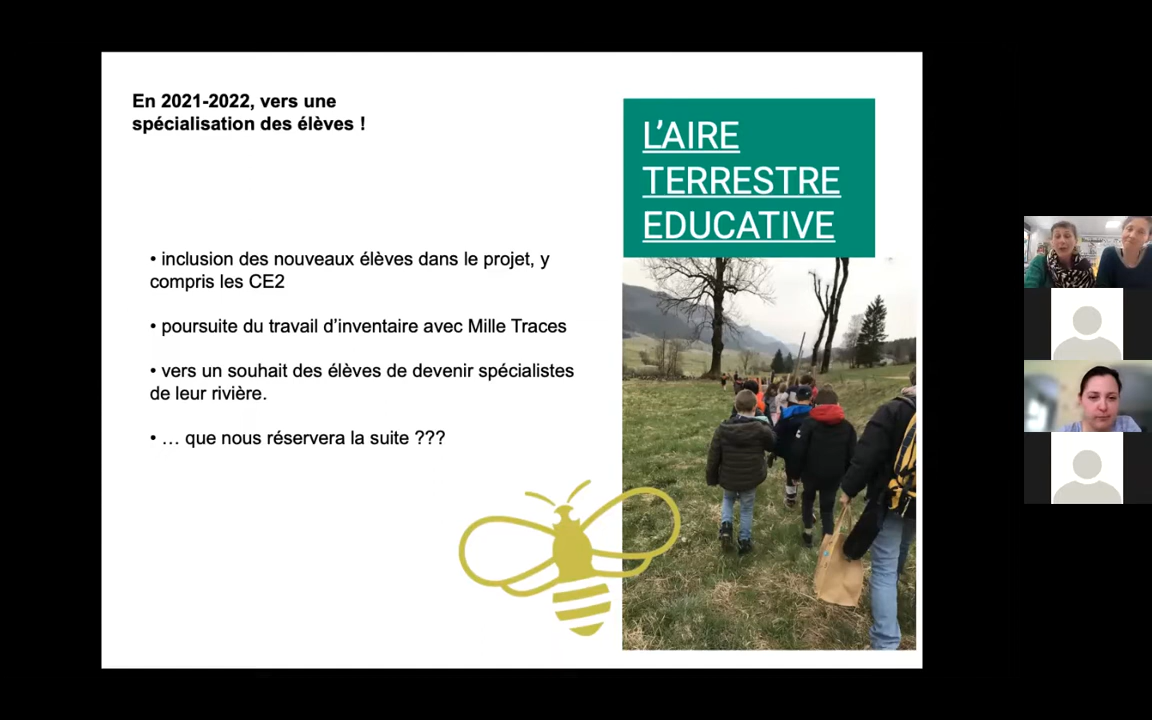 En 2021-2022, vers une
spécialisation des élèves !
L'AIRE
TERRESTRE
EDUCATIVE
• inclusion des nouveaux élèves dans le projet, y
compris les CE2
• poursuite du travail d'inventaire avec Mille Traces
• vers un souhait des élèves de devenir spécialistes
de leur rivière.
• … que nous réservera la suite ???